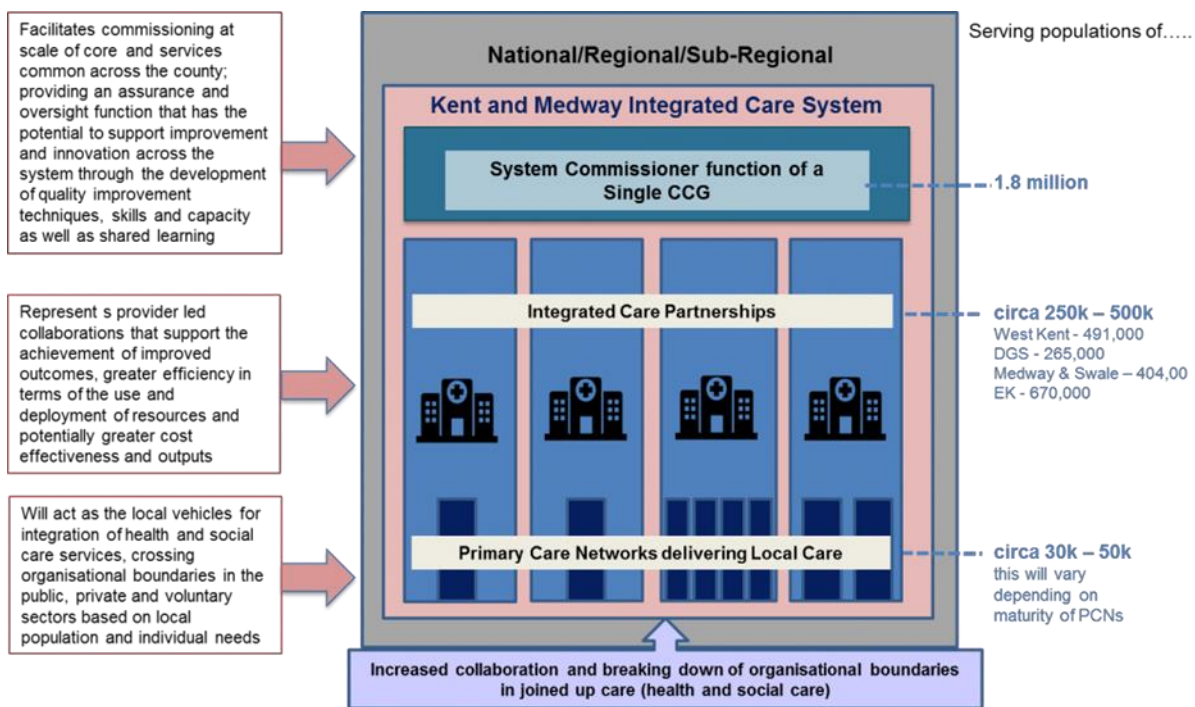 Facilitates commissioning at
scale of core and services
common across the county;
providing an assurance and
oversight function that has the
potential to support improvement
and innovation across the
system through the development
of quality improvement
techniques, skills and capacity
as well as shared learning
Represent s provider led
collaborations that support the
achievement of improved
outcomes, greater efficiency in
terms of the use and
deployment of resources and
potentially greater cost
effectiveness and outputs
Will act as the local vehicles for
integration of health and social
care services, crossing
organisational boundaries in the
public, private and voluntary
sectors based on local
population and individual needs
National/Regional/Sub-Regional
Kent and Medway Integrated Care System
System Commissioner function of a
Single CCG
Integrated Care Partnerships
Primary Care Networks delivering Local Care
Increased collaboration and breaking down of organisational boundaries
in joined up care (health and social care)
Serving populations of…..
1.8 million
circa 250k – 500k
West Kent - 491,000
DGS - 265,000
Medway & Swale – 404,00
EK - 670,000
circa 30k – 50k
this will vary
depending on
maturity of PCNs